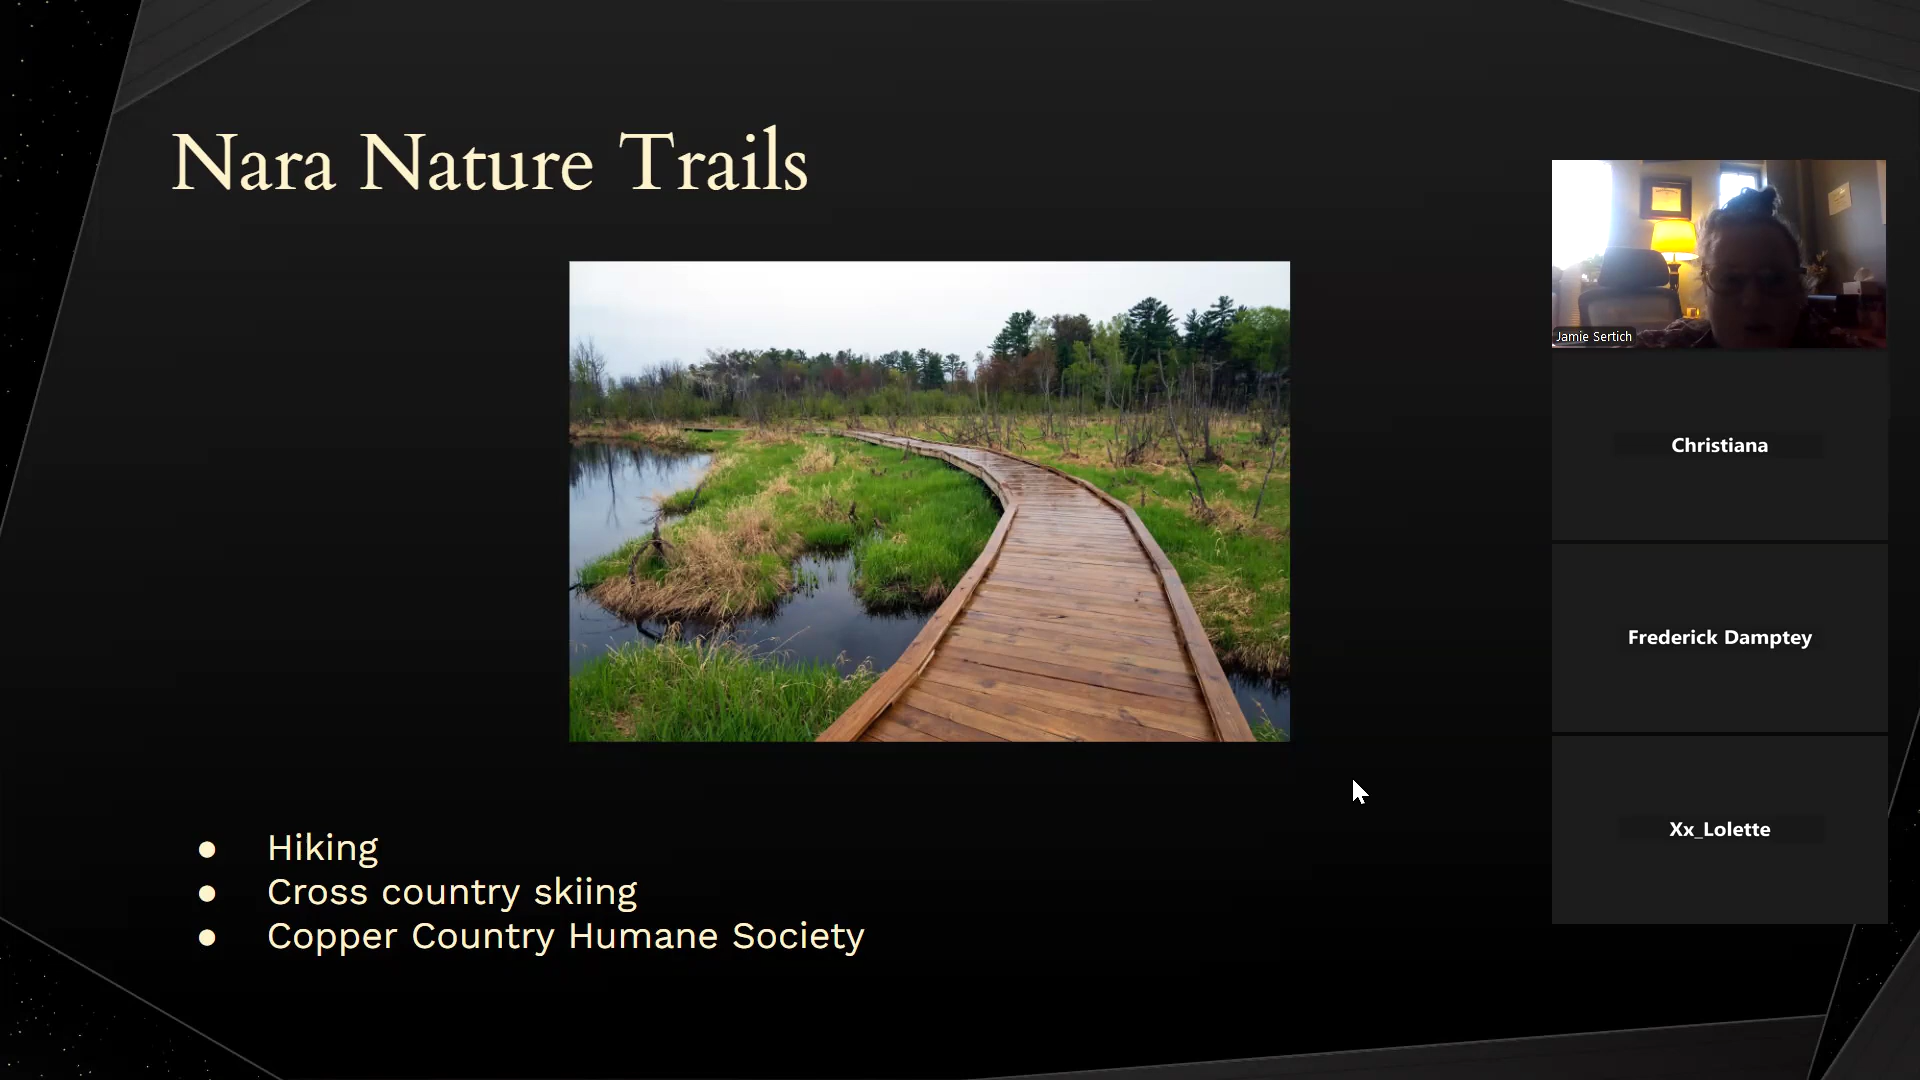 Nara Nature Trails
Jamie Sertich
Christiana
Frederick Damptey
Xx_Lolette
● Hiking
● Cross country skiing
● Copper Country Humane Society